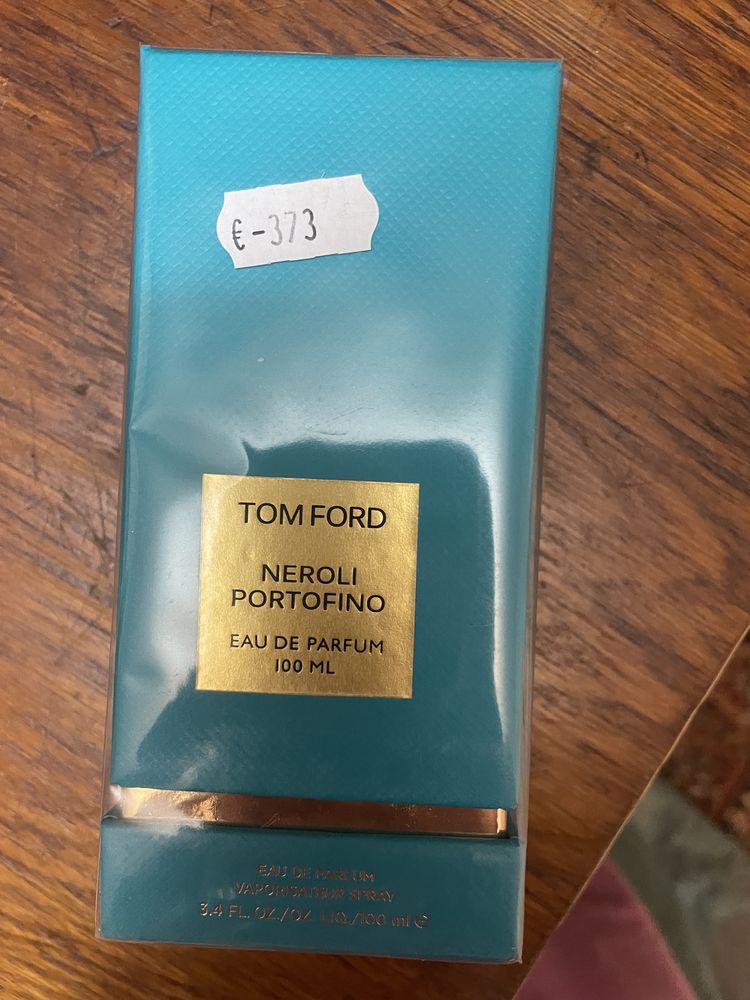 €-373
TOM FORD
NEROLI
PORTOFINO
EAU DE PARFUM
100 ML
EAU DE PARFUM
VAPORISATEUR SPRAY
3.4 FL. OZ./OZ. LIQ./100 ml ℮